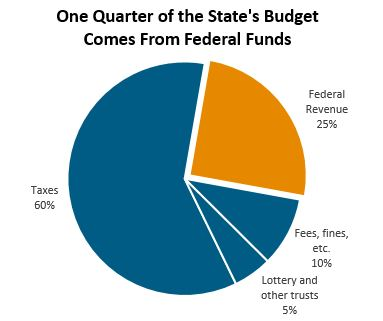 One Quarter of the State's Budget
Comes From Federal Funds
Federal
Revenue
25%
Taxes
60%
Fees, fines,
etc.
10%
Lottery and
other trusts
5%